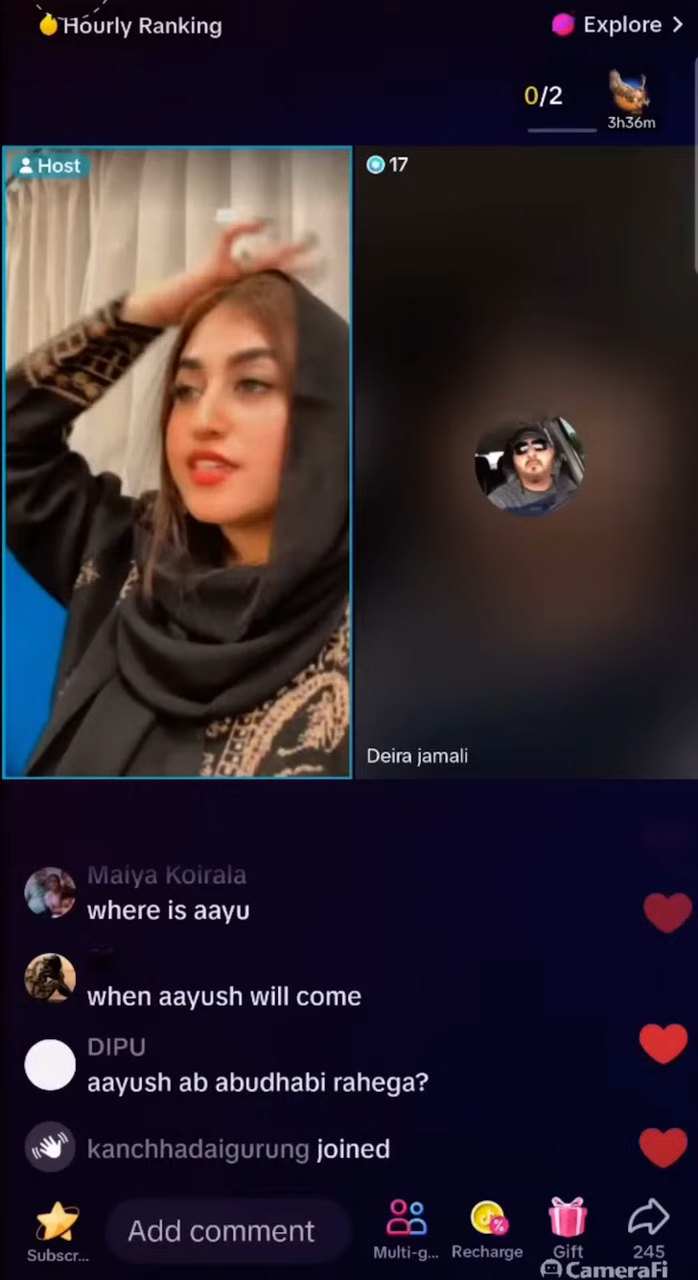 Hourly Ranking
Explore >
0/2
3h36m
Host
17
Deira jamali
Maiya Koirala
where is aayu
when aayush will come
DIPU
aayush ab abudhabi rahega?
kanchhadaigurung joined
Add comment
Subscr...
Multi-g...
Recharge
Gift
245
CameraFi